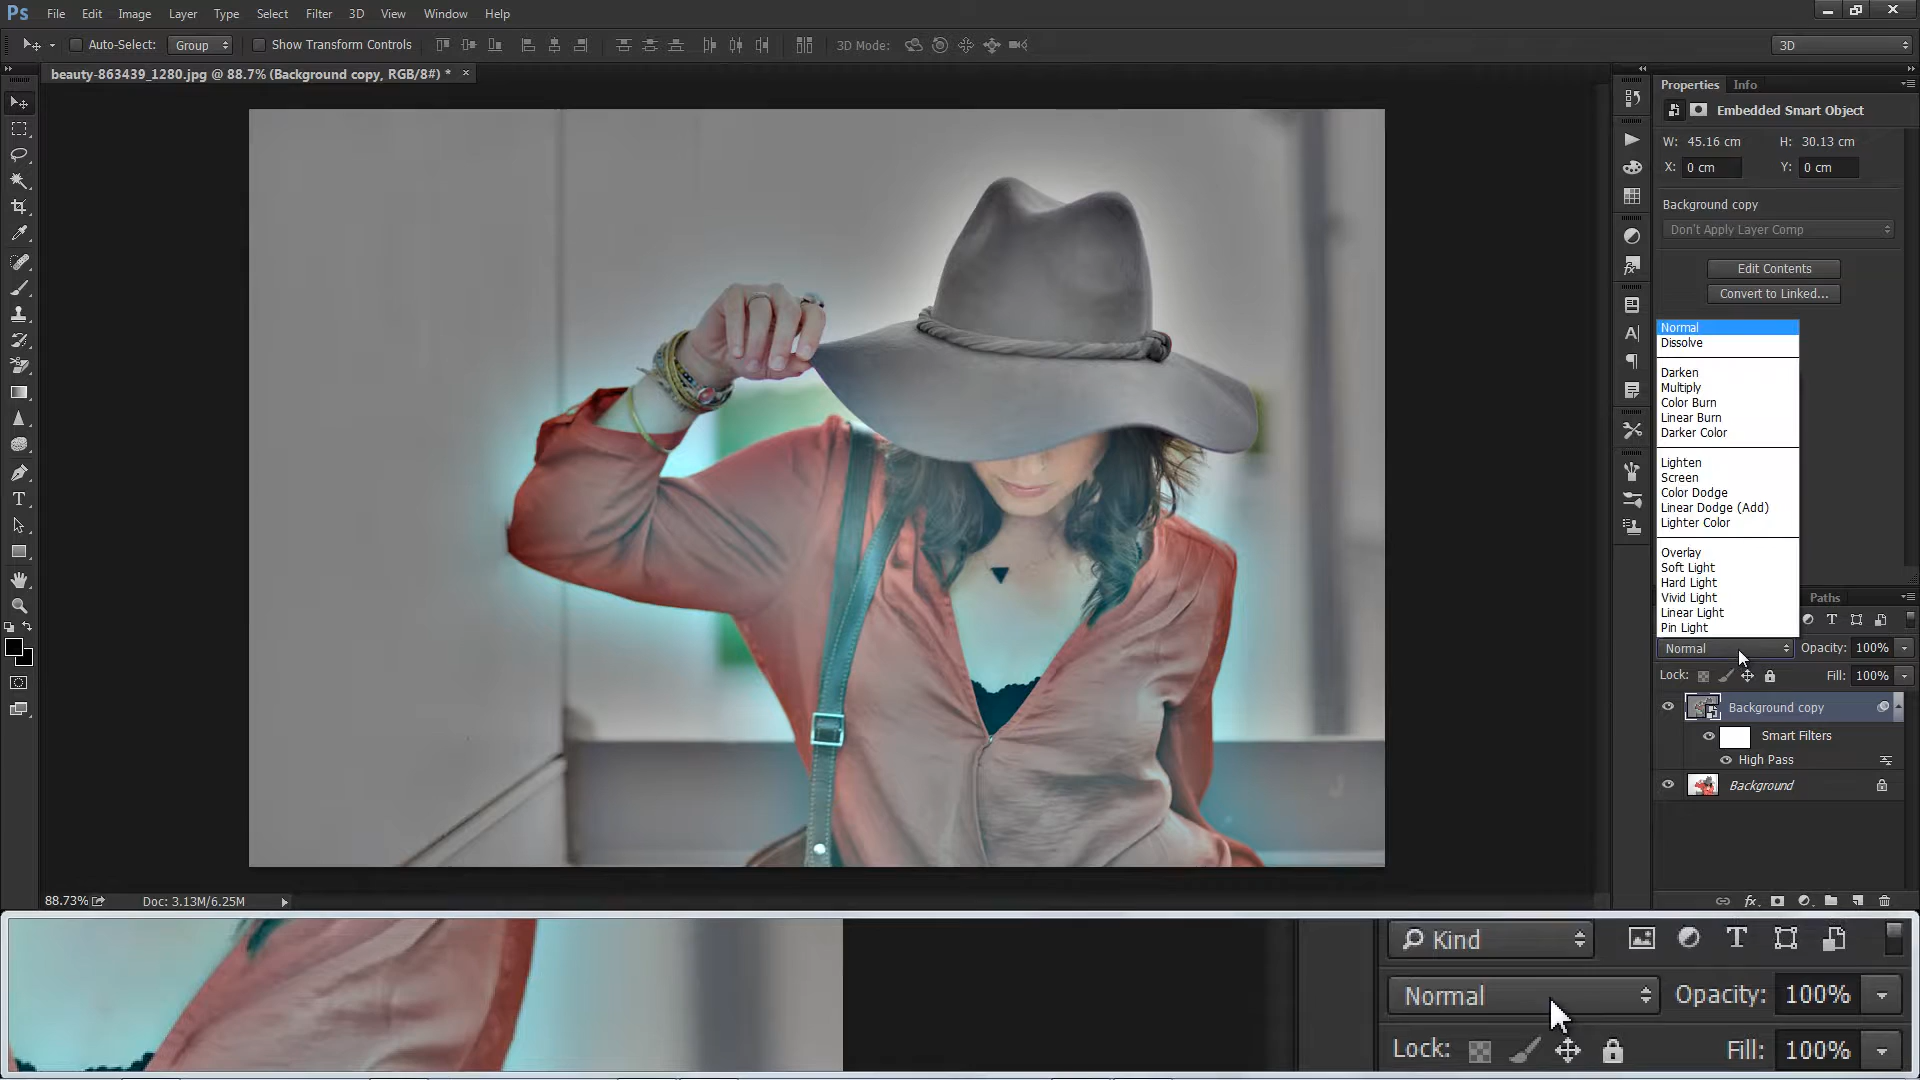 Ps File Edit Image Layer Type Select Filter 3D View Window Help
Auto-Select: Group Show Transform Controls 3D Mode: 3D
beauty-863439_1280.jpg @ 88.7% (Background copy, RGB/8#) * ×
Properties Info
Embedded Smart Object
W: 45.16 cm H: 30.13 cm
X: 0 cm Y: 0 cm
Background copy
Don't Apply Layer Comp
Edit Contents
Convert to Linked...
Normal
Dissolve
Darken
Multiply
Color Burn
Linear Burn
Darker Color
Lighten
Screen
Color Dodge
Linear Dodge (Add)
Lighter Color
Overlay
Soft Light
Hard Light
Vivid Light
Linear Light
Pin Light
Paths
Normal Opacity: 100%
Lock: Fill: 100%
Background copy
Smart Filters
High Pass
Background
88.73% Doc: 3.13M/6.25M
Kind
Normal Opacity: 100%
Lock: Fill: 100%